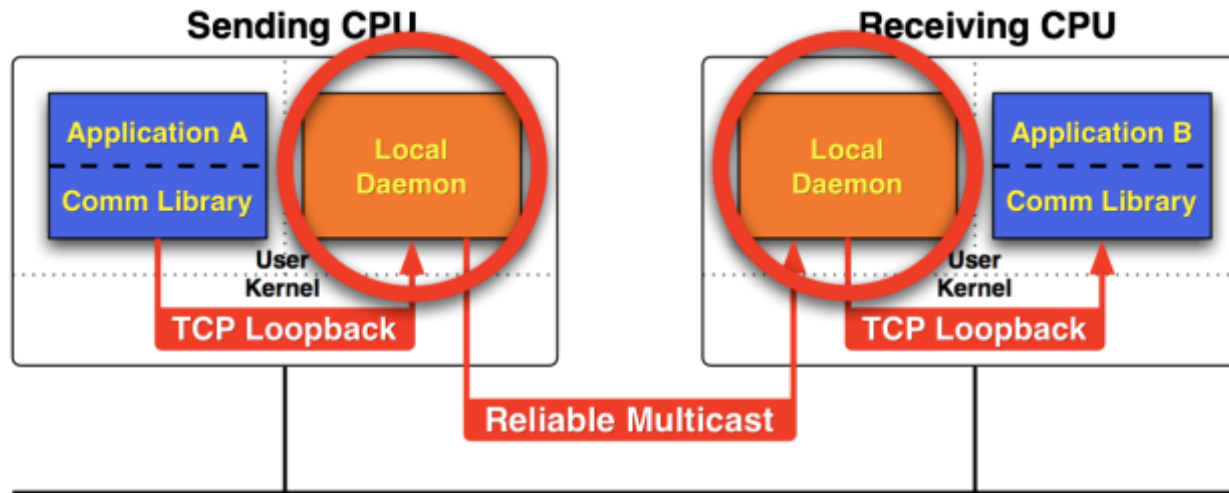 Sending CPU
Receiving CPU
Application A
Comm Library
Local
Daemon
Local
Daemon
Application B
Comm Library
User
Kernel
User
Kernel
TCP Loopback
TCP Loopback
Reliable Multicast